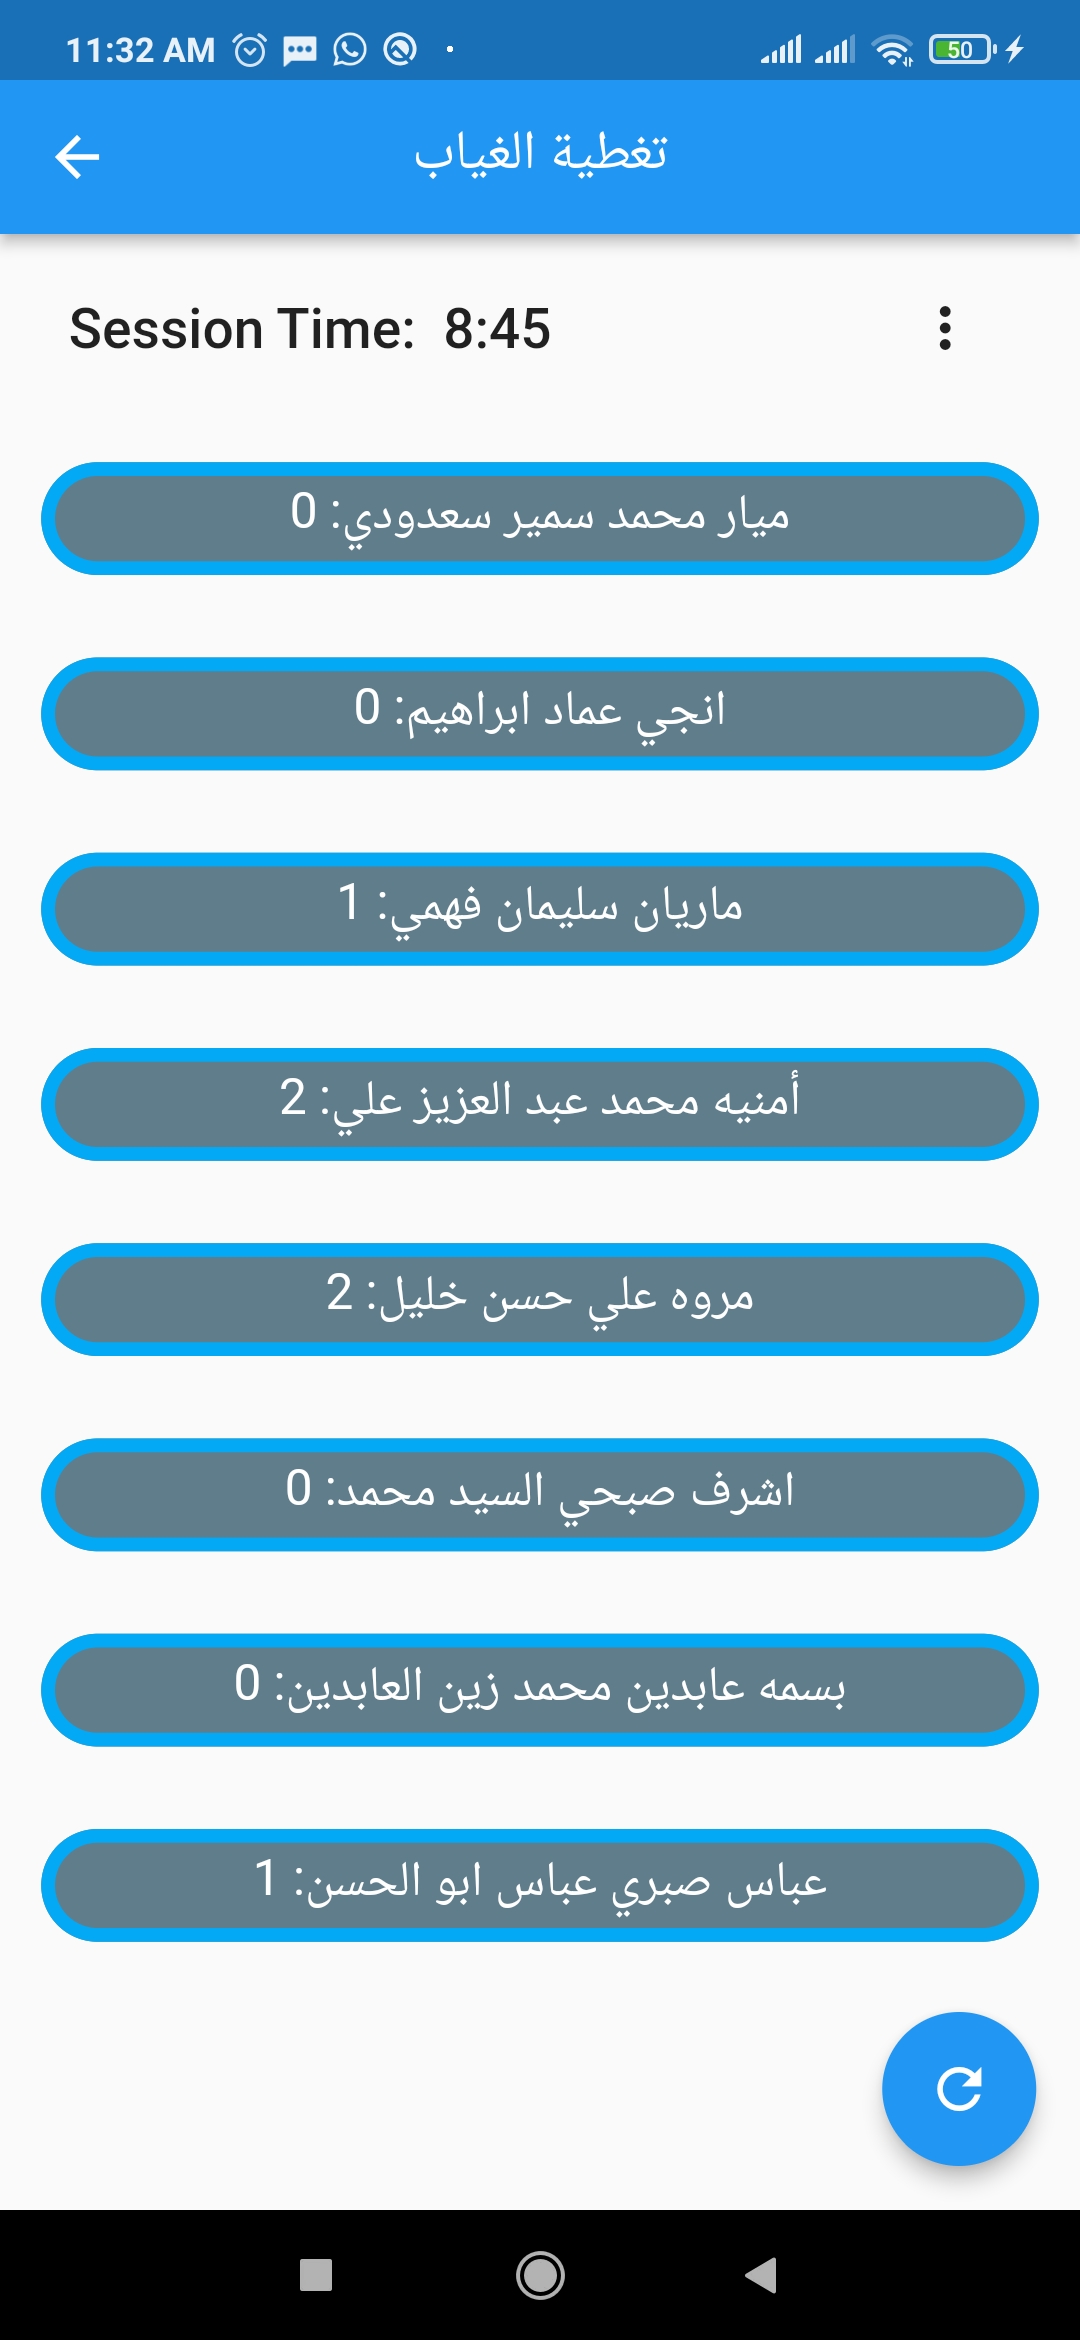 11:32 AM
50
تغطية الغياب
Session Time: 8:45
ميار محمد سمير سعدودي: 0
انجي عماد ابراهيم: 0
ماريان سليمان فهمي: 1
أمنيه محمد عبد العزيز علي: 2
مروه علي حسن خليل: 2
اشرف صبحي السيد محمد: 0
بسمه عابدين محمد زين العابدين: 0
عباس صبري عباس ابو الحسن: 1